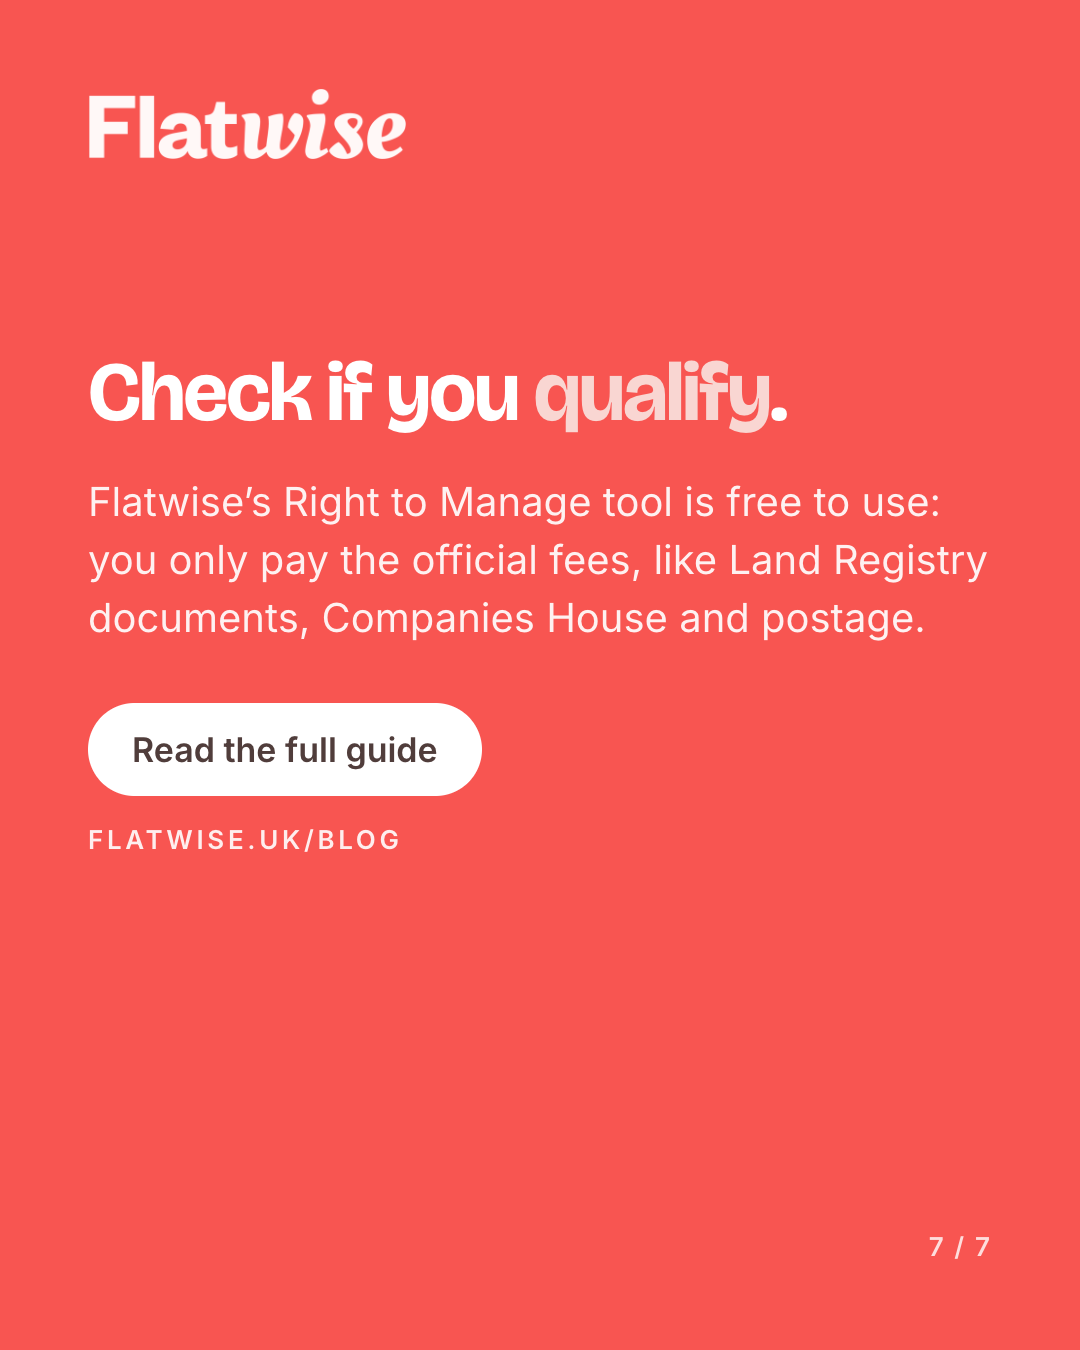 Flatwise
Check if you qualify.
Flatwise’s Right to Manage tool is free to use:
you only pay the official fees, like Land Registry
documents, Companies House and postage.
Read the full guide
FLATWISE.UK/BLOG
7 / 7